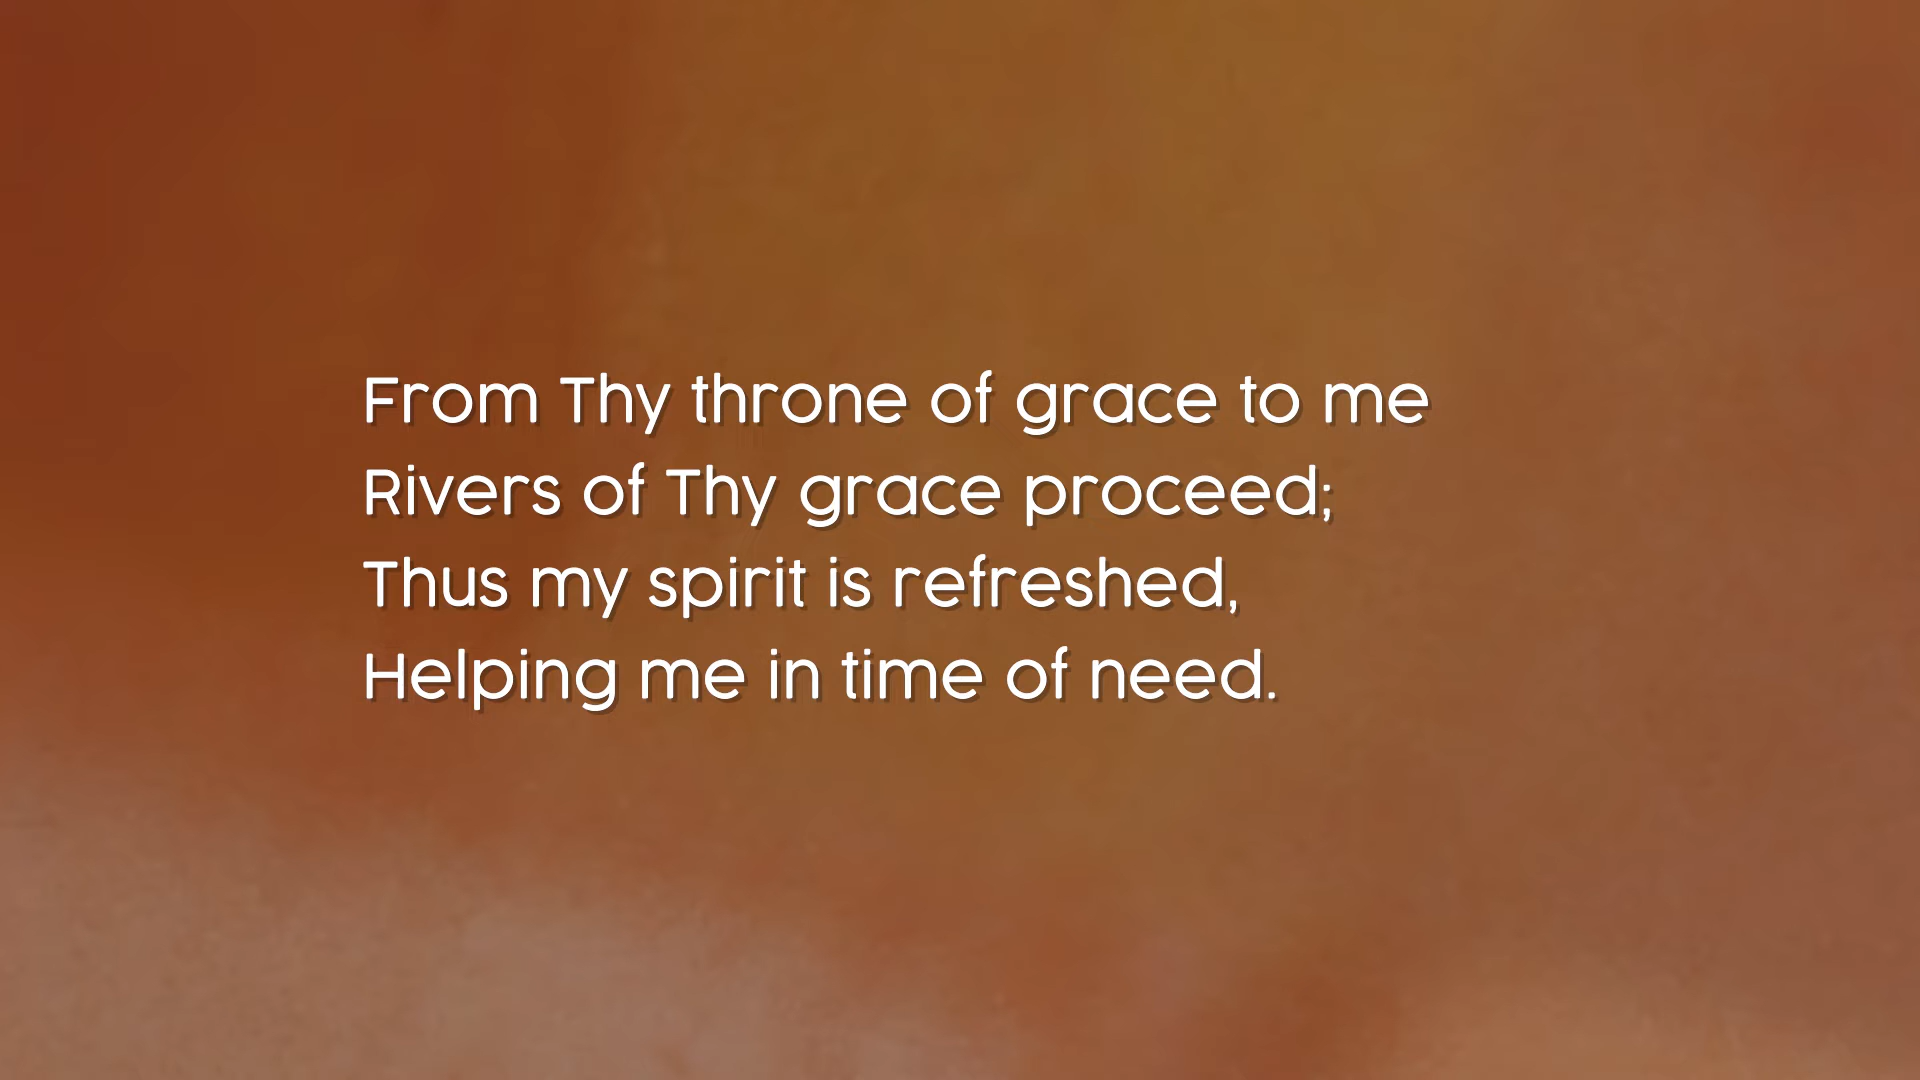 From Thy throne of grace to me
Rivers of Thy grace proceed;
Thus my spirit is refreshed,
Helping me in time of need.